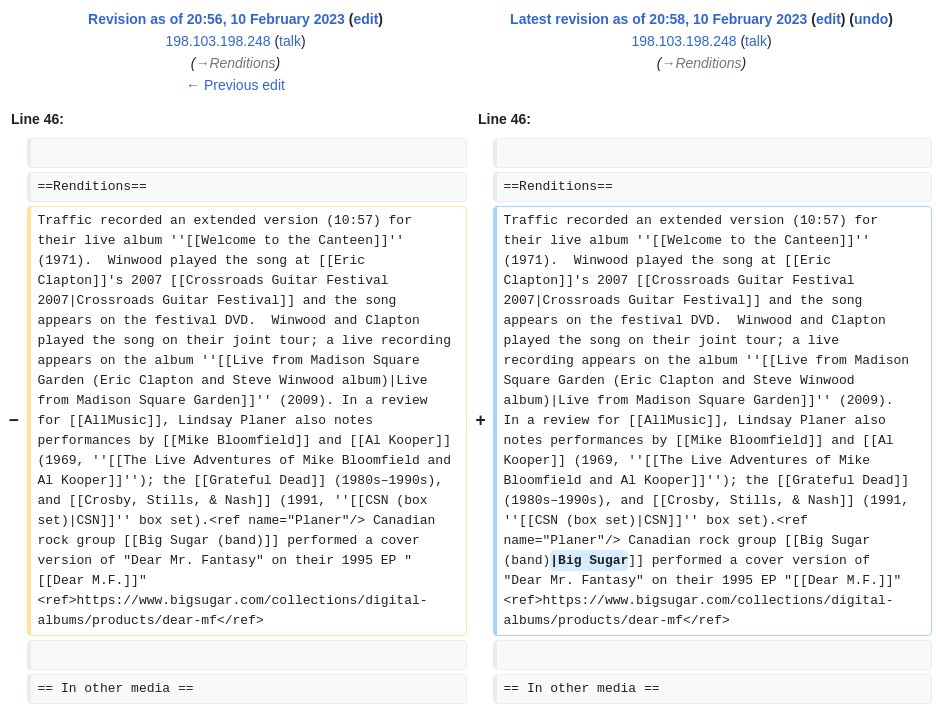 Revision as of 20:56, 10 February 2023 (edit)
198.103.198.248 (talk)
(→Renditions)
← Previous edit
Latest revision as of 20:58, 10 February 2023 (edit) (undo)
198.103.198.248 (talk)
(→Renditions)
Line 46:
==Renditions==
−
Traffic recorded an extended version (10:57) for
their live album ''[[Welcome to the Canteen]]''
(1971).  Winwood played the song at [[Eric
Clapton]]'s 2007 [[Crossroads Guitar Festival
2007|Crossroads Guitar Festival]] and the song
appears on the festival DVD.  Winwood and Clapton
played the song on their joint tour; a live recording
appears on the album ''[[Live from Madison Square
Garden (Eric Clapton and Steve Winwood album)|Live
from Madison Square Garden]]'' (2009). In a review
for [[AllMusic]], Lindsay Planer also notes
performances by [[Mike Bloomfield]] and [[Al Kooper]]
(1969, ''[[The Live Adventures of Mike Bloomfield and
Al Kooper]]''); the [[Grateful Dead]] (1980s–1990s),
and [[Crosby, Stills, & Nash]] (1991, ''[[CSN (box
set)|CSN]]'' box set).<ref name="Planer"/> Canadian
rock group [[Big Sugar (band)]] performed a cover
version of "Dear Mr. Fantasy" on their 1995 EP "
[[Dear M.F.]]"
<ref>https://www.bigsugar.com/collections/digital-
albums/products/dear-mf</ref>
== In other media ==
Line 46:
==Renditions==
+
Traffic recorded an extended version (10:57) for
their live album ''[[Welcome to the Canteen]]''
(1971).  Winwood played the song at [[Eric
Clapton]]'s 2007 [[Crossroads Guitar Festival
2007|Crossroads Guitar Festival]] and the song
appears on the festival DVD.  Winwood and Clapton
played the song on their joint tour; a live
recording appears on the album ''[[Live from Madison
Square Garden (Eric Clapton and Steve Winwood
album)|Live from Madison Square Garden]]'' (2009).
In a review for [[AllMusic]], Lindsay Planer also
notes performances by [[Mike Bloomfield]] and [[Al
Kooper]] (1969, ''[[The Live Adventures of Mike
Bloomfield and Al Kooper]]''); the [[Grateful Dead]]
(1980s–1990s), and [[Crosby, Stills, & Nash]] (1991,
''[[CSN (box set)|CSN]]'' box set).<ref
name="Planer"/> Canadian rock group [[Big Sugar
(band)|Big Sugar]] performed a cover version of
"Dear Mr. Fantasy" on their 1995 EP "[[Dear M.F.]]"
<ref>https://www.bigsugar.com/collections/digital-
albums/products/dear-mf</ref>
== In other media ==